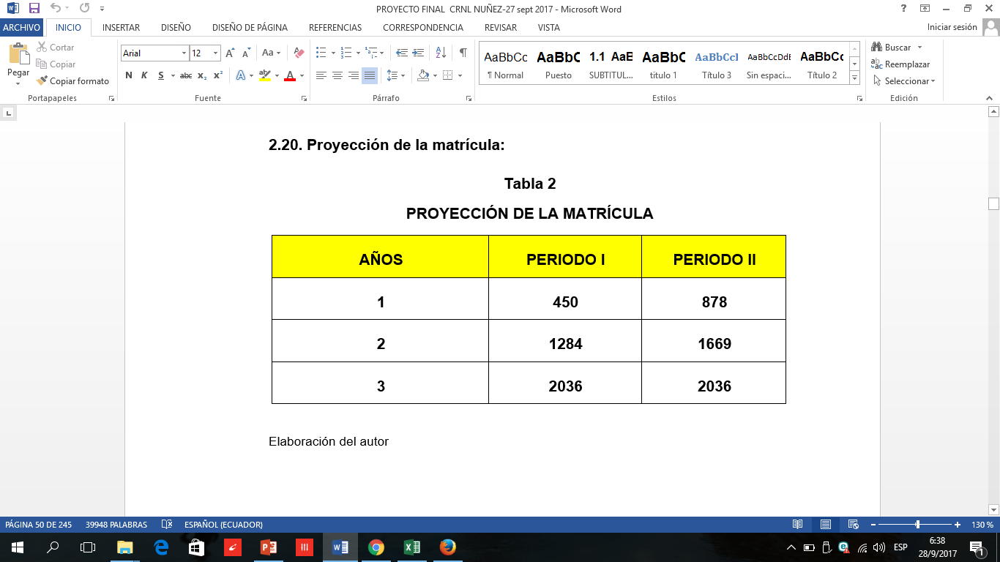 PROYECTO FINAL  CRNL NUÑEZ-27 sept 2017 - Microsoft Word
ARCHIVO INICIO INSERTAR DISEÑO DISEÑO DE PÁGINA REFERENCIAS CORRESPONDENCIA REVISAR VISTA Iniciar sesión
Pegar
Cortar
Copiar
Copiar formato
Portapapeles
Arial 12
N K S abc x₂ x²
Fuente
Párrafo
AaBbCc AaBbC 1.1 AaB AaBbC AaBbCcI AaBbCcDdE AaBbCc
¶ Normal Puesto SUBTITUL... titulo 1 Título 3 Sin espaci... Título 2
Estilos
Buscar
Reemplazar
Seleccionar
Edición
2.20. Proyección de la matrícula:
Tabla 2
PROYECCIÓN DE LA MATRÍCULA
AÑOS PERIODO I PERIODO II
1 450 878
2 1284 1669
3 2036 2036
Elaboración del autor
PÁGINA 50 DE 245 39948 PALABRAS ESPAÑOL (ECUADOR) 130 %
ESP
6:38
28/9/2017